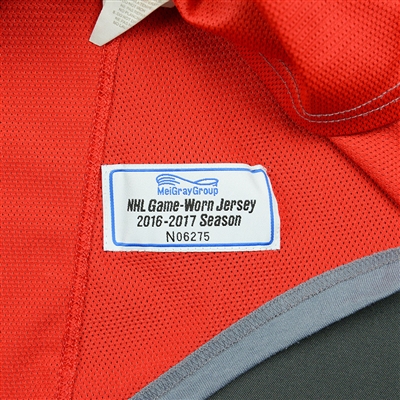 MeiGrayGroup
NHL Game-Worn Jersey
2016-2017 Season
N06275